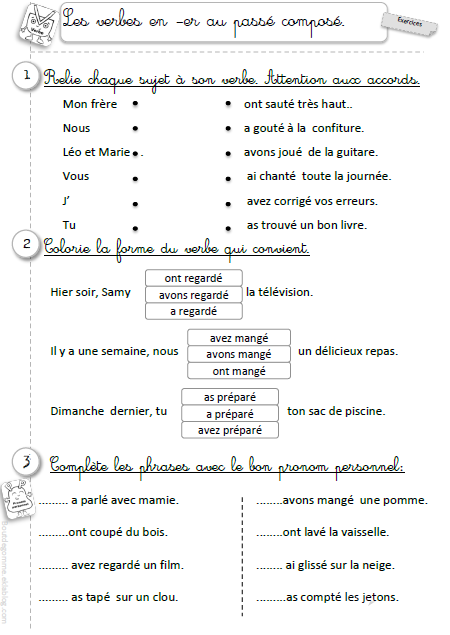 Verbe
Les verbes en -er au passé composé.
Exercices
1 Relie chaque sujet à son verbe. Attention aux accords.
Mon frère • • ont sauté très haut..
Nous • • a gouté à la confiture.
Léo et Marie • . • avons joué de la guitare.
Vous • • ai chanté toute la journée.
J’ • • avez corrigé vos erreurs.
Tu • • as trouvé un bon livre.
2 Colorie la forme du verbe qui convient.
ont regardé
Hier soir, Samy avons regardé la télévision.
a regardé
avez mangé
Il y a une semaine, nous avons mangé un délicieux repas.
ont mangé
as préparé
Dimanche dernier, tu a préparé ton sac de piscine.
avez préparé
3 Complète les phrases avec le bon pronom personnel:
......... a parlé avec mamie. ........avons mangé une pomme.
.........ont coupé du bois. ........ont lavé la vaisselle.
......... avez regardé un film. ......... ai glissé sur la neige.
......... as tapé sur un clou. .........as compté les jetons.